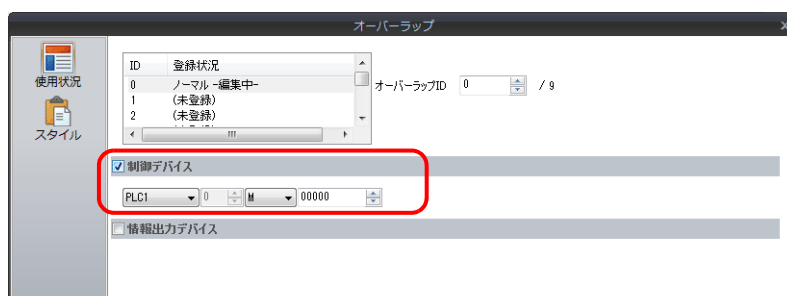 オーバーラップ
使用状況
スタイル
ID 登録状況
0 ノーマル -編集中-
1 (未登録)
2 (未登録)
オーバーラップID 0 / 9
制御デバイス
PLC1 0 M 00000
情報出力デバイス